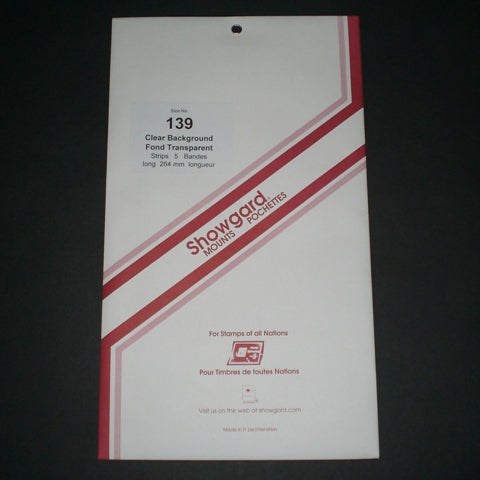 Size No.
139
Clear Background
Fond Transparent
Strips 5 Bandes
long 264 mm. longueur
Showgard®
MOUNTS POCHETTES
For Stamps of all Nations
Pour Timbres de toutes Nations
Visit us on the web at showgard.com
Made in P. Liechtenstein